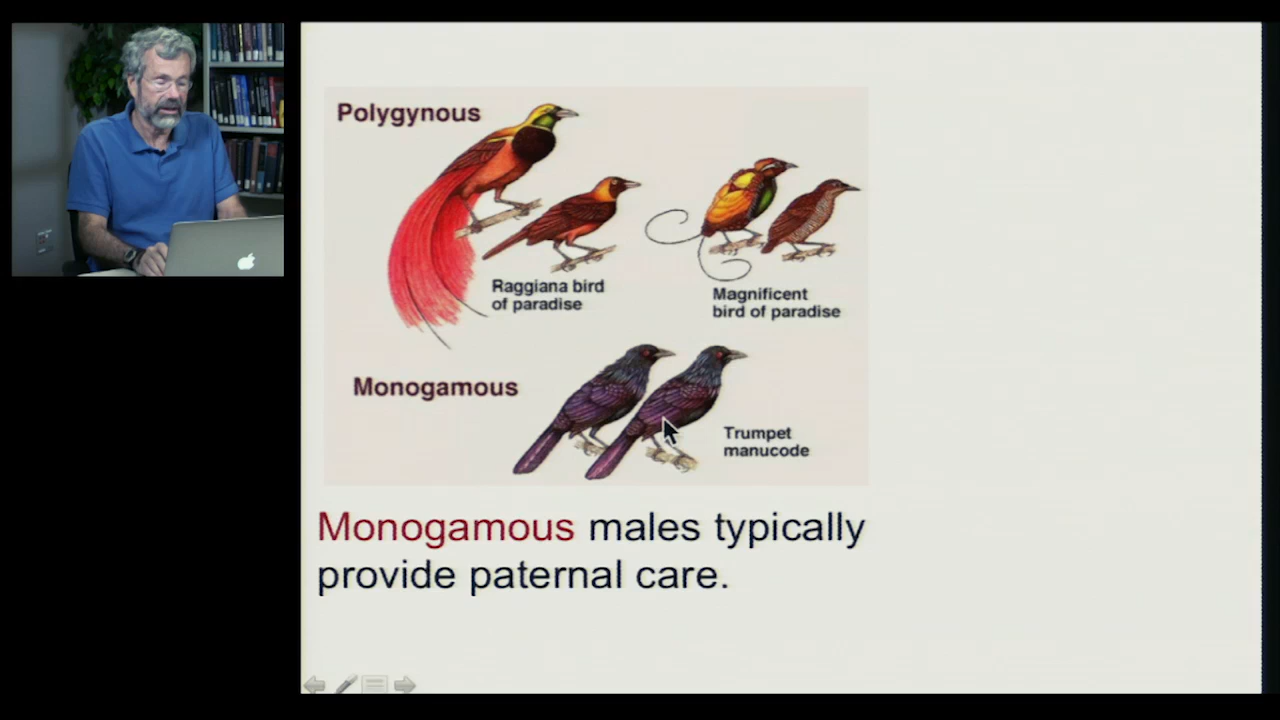 Polygynous
Raggiana bird
of paradise
Magnificent
bird of paradise
Monogamous
Trumpet
manucode
Monogamous males typically
provide paternal care.